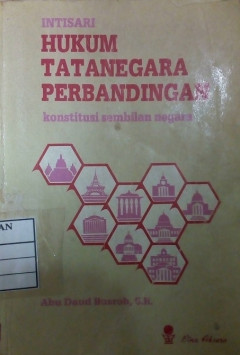 INTISARI
HUKUM
TATANEGARA
PERBANDINGAN
konstitusi sembilan negara
Abu Daud Busroh, S.H.